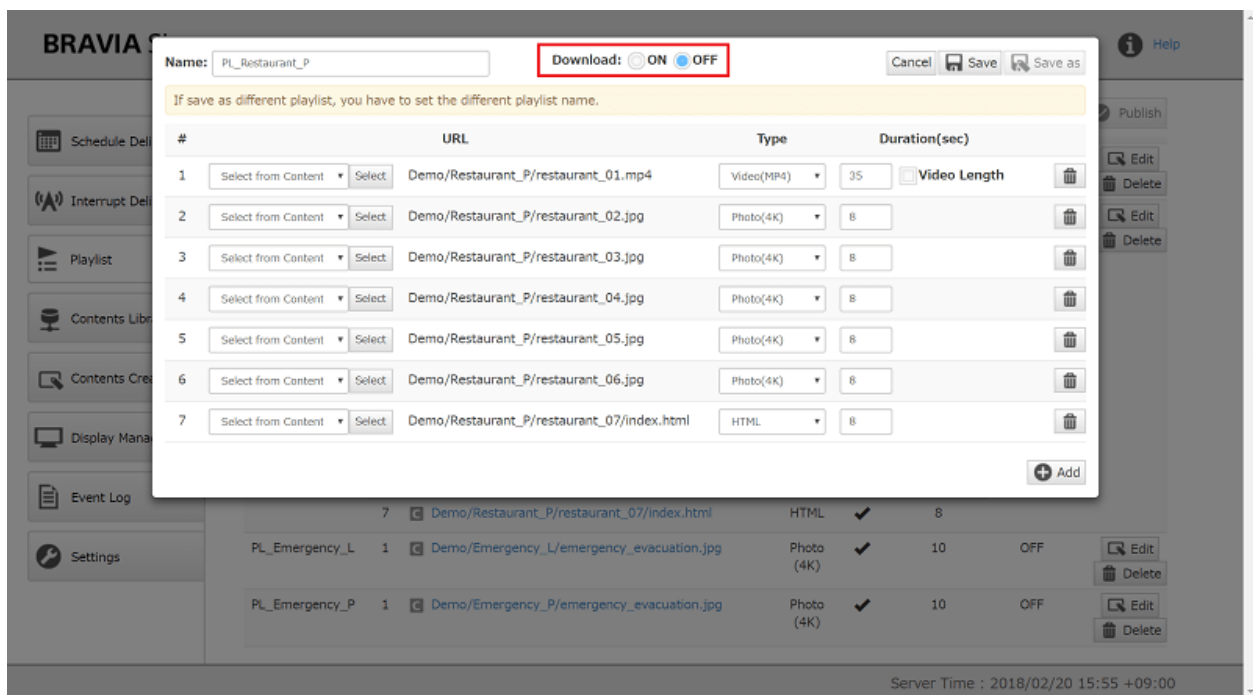 BRAVIA
Help
Name: PL_Restaurant_P Download: ON OFF Cancel Save Save as
If save as different playlist, you have to set the different playlist name.
Publish
# URL Type Duration(sec)
Schedule Deli
1 Select from Content Select Demo/Restaurant_P/restaurant_01.mp4 Video(MP4) 35 Video Length
Edit
Delete
Interrupt Deli
2 Select from Content Select Demo/Restaurant_P/restaurant_02.jpg Photo(4K) 8
Edit
Delete
Playlist
3 Select from Content Select Demo/Restaurant_P/restaurant_03.jpg Photo(4K) 8
4 Select from Content Select Demo/Restaurant_P/restaurant_04.jpg Photo(4K) 8
Contents Libr
5 Select from Content Select Demo/Restaurant_P/restaurant_05.jpg Photo(4K) 8
Contents Crea
6 Select from Content Select Demo/Restaurant_P/restaurant_06.jpg Photo(4K) 8
7 Select from Content Select Demo/Restaurant_P/restaurant_07/index.html HTML 8
Display Mana
Add
Event Log
7 Demo/Restaurant_P/restaurant_07/index.html HTML 8
Settings
PL_Emergency_L 1 Demo/Emergency_L/emergency_evacuation.jpg Photo (4K) 10 OFF Edit
Delete
PL_Emergency_P 1 Demo/Emergency_P/emergency_evacuation.jpg Photo (4K) 10 OFF Edit
Delete
Server Time : 2018/02/20 15:55 +09:00